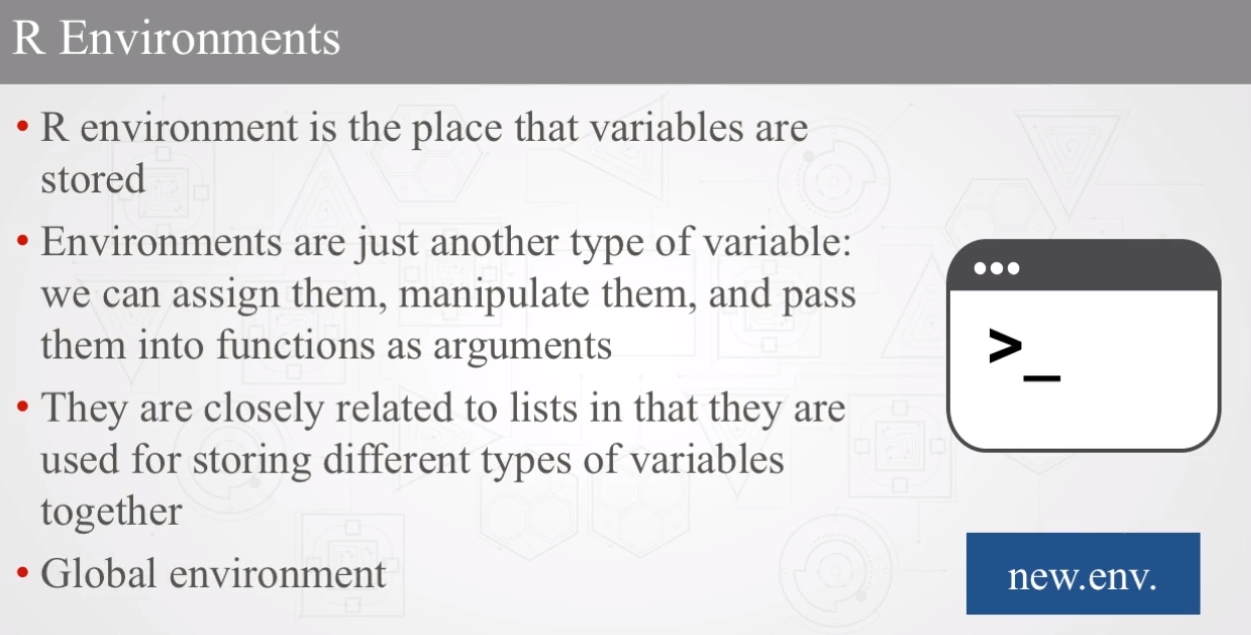 R Environments
• R environment is the place that variables are
stored
• Environments are just another type of variable:
we can assign them, manipulate them, and pass
them into functions as arguments
• They are closely related to lists in that they are
used for storing different types of variables
together
• Global environment
>_
new.env.